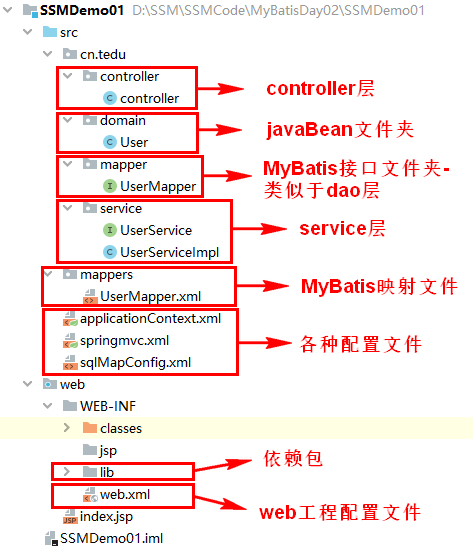 SSMDemo01 D:\SSM\SSMCode\MyBatisDay02\SSMDemo01
src
cn.tedu
controller
controller
controller层
domain
User
javaBean文件夹
mapper
UserMapper
MyBatis接口文件夹-
类似于dao层
service
UserService
UserServiceImpl
service层
mappers
UserMapper.xml
MyBatis映射文件
applicationContext.xml
springmvc.xml
sqlMapConfig.xml
各种配置文件
web
WEB-INF
classes
jsp
lib
依赖包
web.xml
web工程配置文件
index.jsp
SSMDemo01.iml